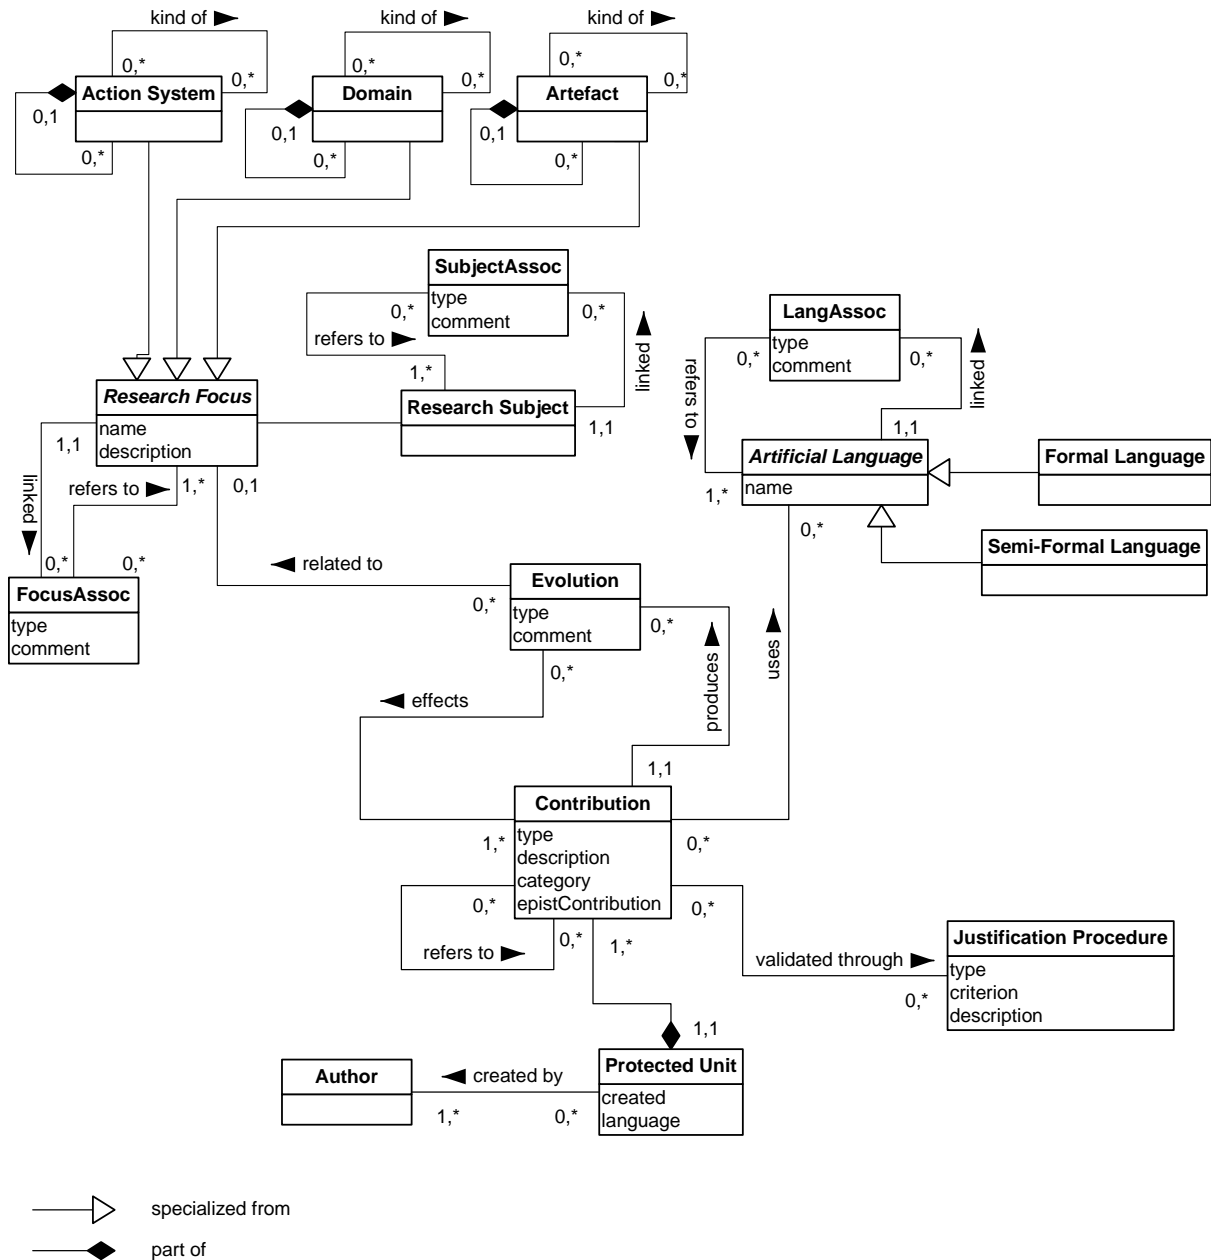 kind of
kind of
kind of
0,*
0,*
0,*
0,*
0,*
0,*
Action System
Domain
Artefact
0,1
0,1
0,1
0,*
0,*
0,*
SubjectAssoc
type
comment
0,*
0,*
refers to
linked
1,*
1,1
Research Subject
LangAssoc
type
comment
0,*
0,*
refers to
linked
1,1
1,*
Research Focus
name
description
1,1
linked
refers to
1,*
0,1
0,*
0,*
FocusAssoc
type
comment
Artificial Language
name
0,*
Formal Language
Semi-Formal Language
related to
0,*
Evolution
type
comment
0,*
0,*
effects
produces
uses
1,1
Contribution
type
description
category
epistContribution
1,*
0,*
0,*
0,*
refers to
0,*
1,*
validated through
0,*
Justification Procedure
type
criterion
description
1,1
Protected Unit
created
language
created by
1,*
0,*
Author
specialized from
part of